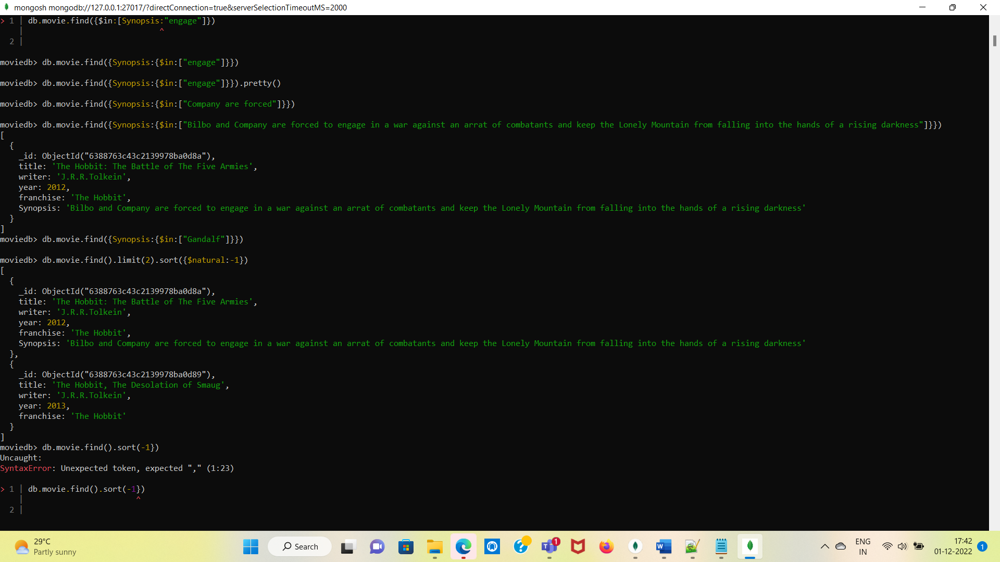 mongosh mongodb://127.0.0.1:27017/?directConnection=true&serverSelectionTimeoutMS=2000
> 1 | db.movie.find({$in:[Synopsis:"engage"]})
| ^
2 |
moviedb> db.movie.find({Synopsis:{$in:["engage"]}})
moviedb> db.movie.find({Synopsis:{$in:["engage"]}}).pretty()
moviedb> db.movie.find({Synopsis:{$in:["Company are forced"]}})
moviedb> db.movie.find({Synopsis:{$in:["Bilbo and Company are forced to engage in a war against an arrat of combatants and keep the Lonely Mountain from falling into the hands of a rising darkness"]}})
[
{
_id: ObjectId("6388763c43c2139978ba0d8a"),
title: 'The Hobbit: The Battle of The Five Armies',
writer: 'J.R.R.Tolkein',
year: 2012,
franchise: 'The Hobbit',
Synopsis: 'Bilbo and Company are forced to engage in a war against an arrat of combatants and keep the Lonely Mountain from falling into the hands of a rising darkness'
}
]
moviedb> db.movie.find({Synopsis:{$in:["Gandalf"]}})
moviedb> db.movie.find().limit(2).sort({$natural:-1})
[
{
_id: ObjectId("6388763c43c2139978ba0d8a"),
title: 'The Hobbit: The Battle of The Five Armies',
writer: 'J.R.R.Tolkein',
year: 2012,
franchise: 'The Hobbit',
Synopsis: 'Bilbo and Company are forced to engage in a war against an arrat of combatants and keep the Lonely Mountain from falling into the hands of a rising darkness'
},
{
_id: ObjectId("6388763c43c2139978ba0d89"),
title: 'The Hobbit, The Desolation of Smaug',
writer: 'J.R.R.Tolkein',
year: 2013,
franchise: 'The Hobbit'
}
]
moviedb> db.movie.find().sort(-1})
Uncaught:
SyntaxError: Unexpected token, expected "," (1:23)
> 1 | db.movie.find().sort(-1})
| ^
2 |
29°C
Partly sunny
Search
1
ENG
IN
17:42
01-12-2022
1